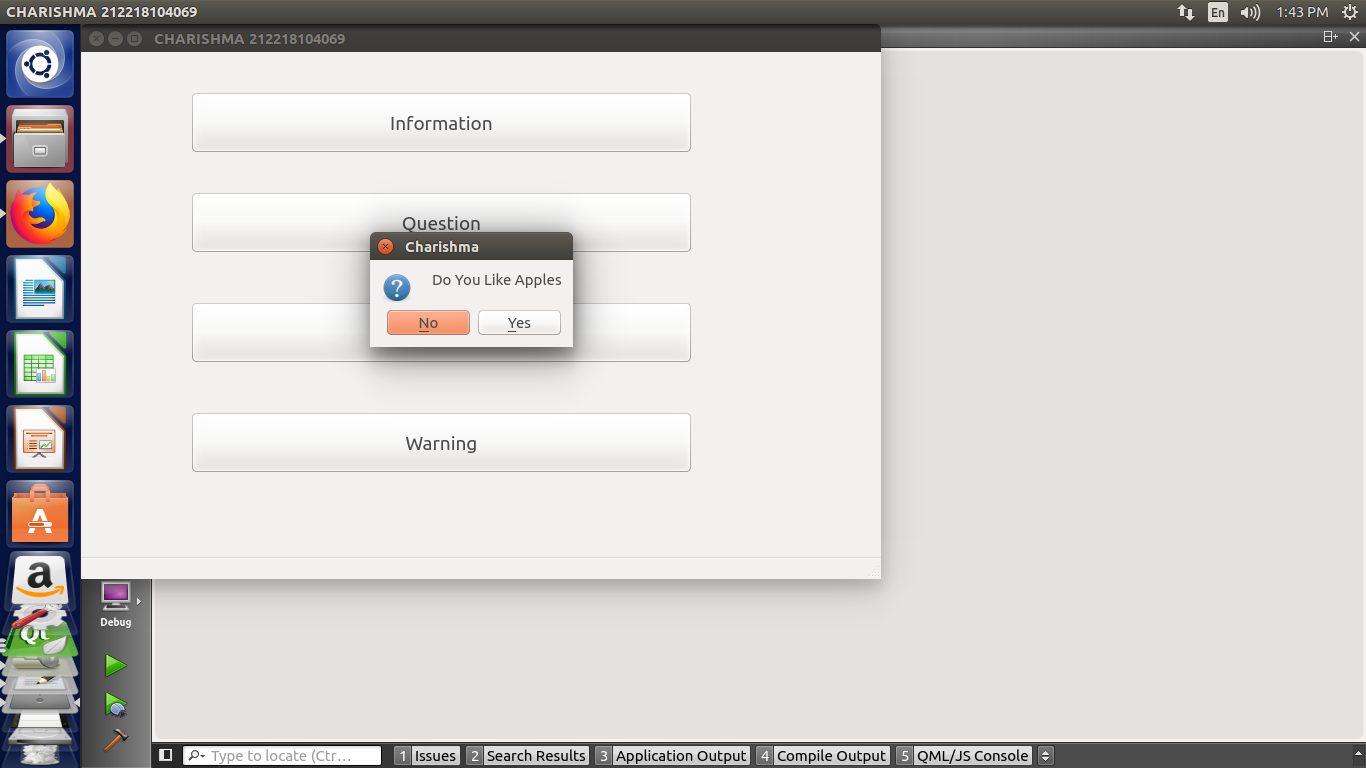 CHARISHMA 212218104069
En
1:43 PM
CHARISHMA 212218104069
Information
Question
Charishma
Do You Like Apples
No
Yes
Warning
Debug
Type to locate (Ctr...
1 Issues
2 Search Results
3 Application Output
4 Compile Output
5 QML/JS Console